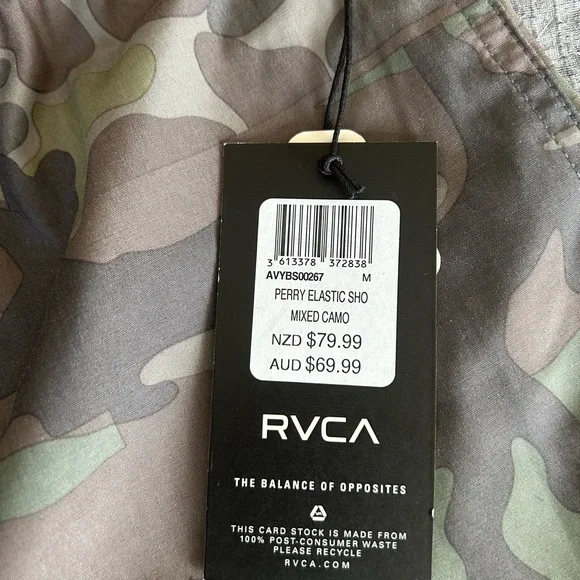 3 613378 372838
AVYBS00267 M
PERRY ELASTIC SHO
MIXED CAMO
NZD $79.99
AUD $69.99
RVCA
THE BALANCE OF OPPOSITES
THIS CARD STOCK IS MADE FROM
100% POST-CONSUMER WASTE
PLEASE RECYCLE
RVCA.COM